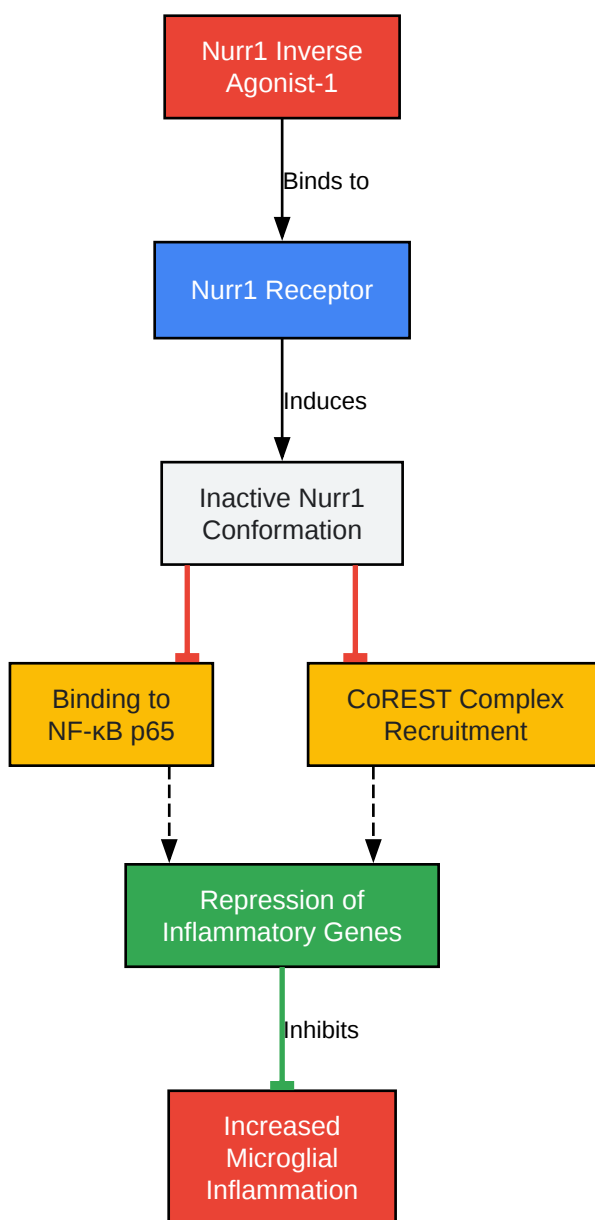 Nurr1 Inverse
Agonist-1
Binds to
Nurr1 Receptor
Induces
Inactive Nurr1
Conformation
Binding to
NF-κB p65
CoREST Complex
Recruitment
Repression of
Inflammatory Genes
Inhibits
Increased
Microglial
Inflammation